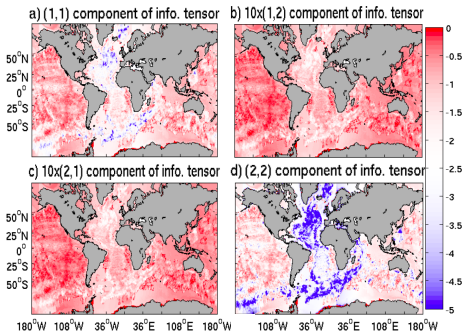 a) (1,1) component of info. tensor
b) 10x(1,2) component of info. tensor
50°N
25°N
0°
25°S
50°S
c) 10x(2,1) component of info. tensor
d) (2,2) component of info. tensor
50°N
25°N
0°
25°S
50°S
180°W 108°W 36°W 36°E 108°E 180°W
180°W 108°W 36°W 36°E 108°E 180°W
0
-0.5
-1
-1.5
-2
-2.5
-3
-3.5
-4
-4.5
-5